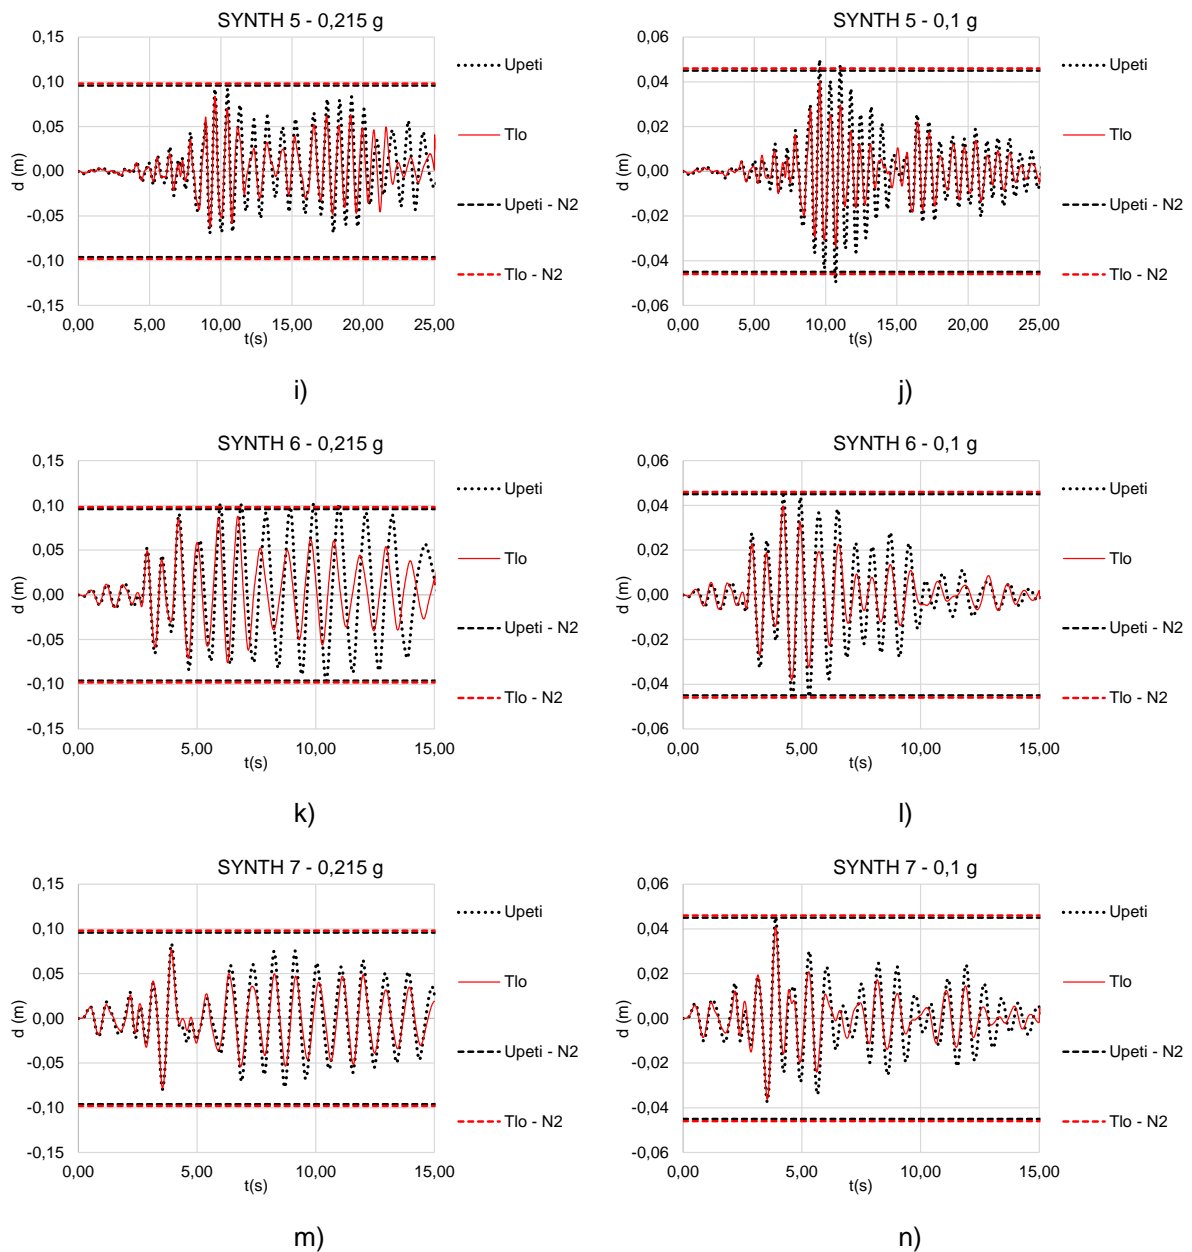 SYNTH 5 - 0,215 g
0,15
0,10
0,05
0,00
-0,05
-0,10
-0,15
d (m)
0,00 5,00 10,00 15,00 20,00 25,00
t(s)
Upeti
Tlo
Upeti - N2
Tlo - N2
i)
SYNTH 5 - 0,1 g
0,06
0,04
0,02
0,00
-0,02
-0,04
-0,06
d (m)
0,00 5,00 10,00 15,00 20,00 25,00
t(s)
Upeti
Tlo
Upeti - N2
Tlo - N2
j)
SYNTH 6 - 0,215 g
0,15
0,10
0,05
0,00
-0,05
-0,10
-0,15
d (m)
0,00 5,00 10,00 15,00
t(s)
Upeti
Tlo
Upeti - N2
Tlo - N2
k)
SYNTH 6 - 0,1 g
0,06
0,04
0,02
0,00
-0,02
-0,04
-0,06
d (m)
0,00 5,00 10,00 15,00
t(s)
Upeti
Tlo
Upeti - N2
Tlo - N2
l)
SYNTH 7 - 0,215 g
0,15
0,10
0,05
0,00
-0,05
-0,10
-0,15
d (m)
0,00 5,00 10,00 15,00
t(s)
Upeti
Tlo
Upeti - N2
Tlo - N2
m)
SYNTH 7 - 0,1 g
0,06
0,04
0,02
0,00
-0,02
-0,04
-0,06
d (m)
0,00 5,00 10,00 15,00
t(s)
Upeti
Tlo
Upeti - N2
Tlo - N2
n)